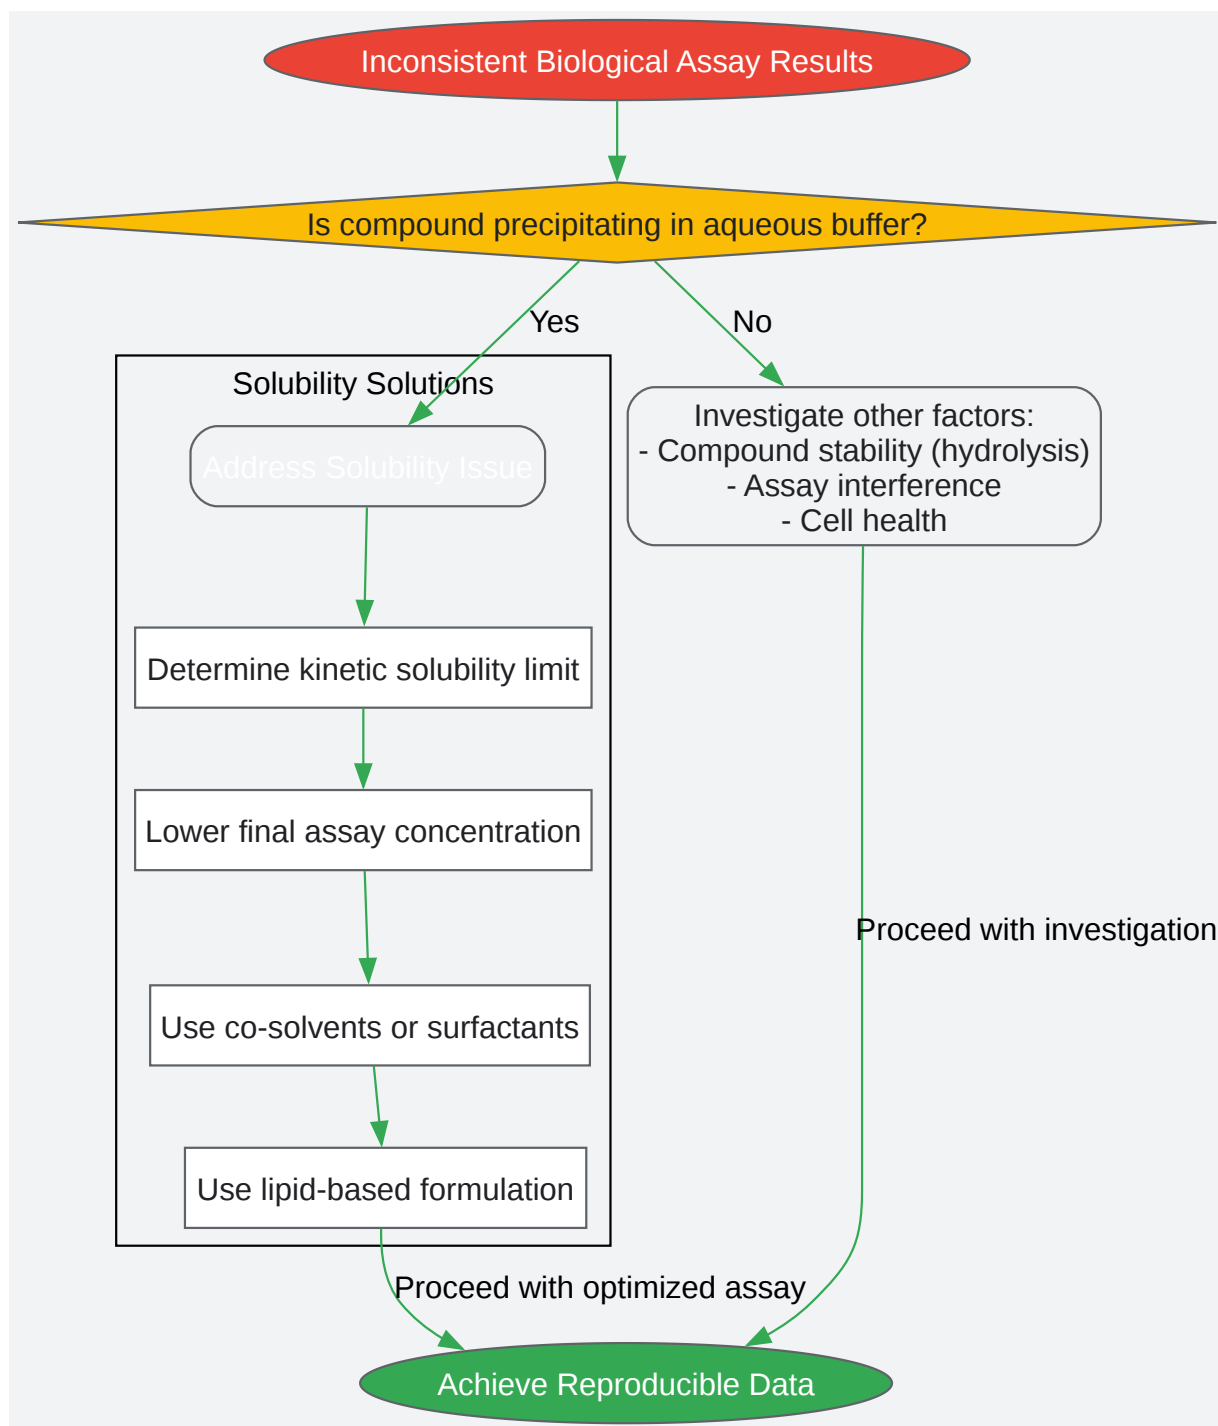 Inconsistent Biological Assay Results
Is compound precipitating in aqueous buffer?
Yes
No
Solubility Solutions
Address Solubility Issue
Investigate other factors:
- Compound stability (hydrolysis)
- Assay interference
- Cell health
Determine kinetic solubility limit
Lower final assay concentration
Proceed with investigation
Use co-solvents or surfactants
Use lipid-based formulation
Proceed with optimized assay
Achieve Reproducible Data